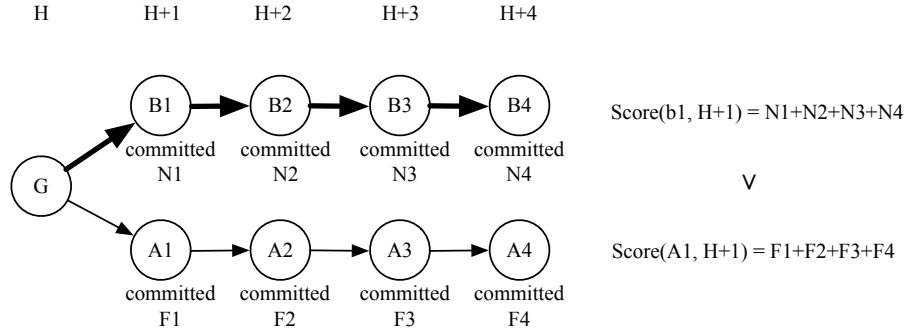 H H+1 H+2 H+3 H+4
B1 B2 B3 B4
Score(b1, H+1) = N1+N2+N3+N4
committed committed committed committed
N1 N2 N3 N4
G
∨
A1 A2 A3 A4
Score(A1, H+1) = F1+F2+F3+F4
committed committed committed committed
F1 F2 F3 F4